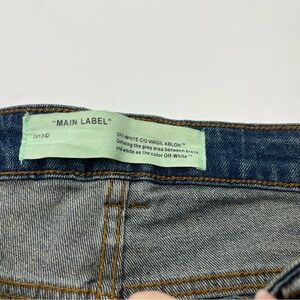 "MAIN LABEL"
2013©
OFF-WHITE C/O VIRGIL ABLOH™
Defining the grey area between black
and white as the color Off-White™